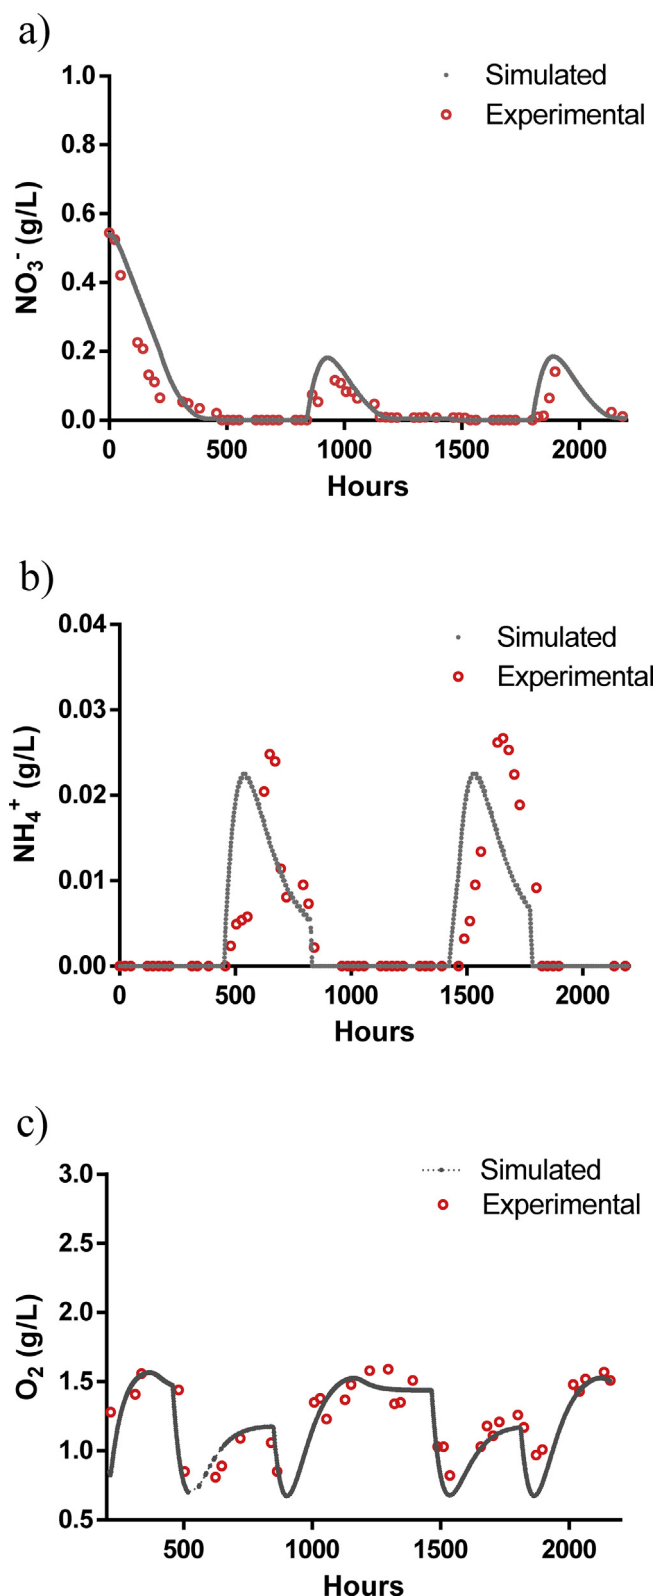 a)
Simulated
Experimental
1.0
0.8
0.6
0.4
0.2
0.0
NO3- (g/L)
0 500 1000 1500 2000
Hours
b)
Simulated
Experimental
0.04
0.03
0.02
0.01
0.00
NH4+ (g/L)
0 500 1000 1500 2000
Hours
c)
Simulated
Experimental
3.0
2.5
2.0
1.5
1.0
0.5
O2 (g/L)
500 1000 1500 2000
Hours